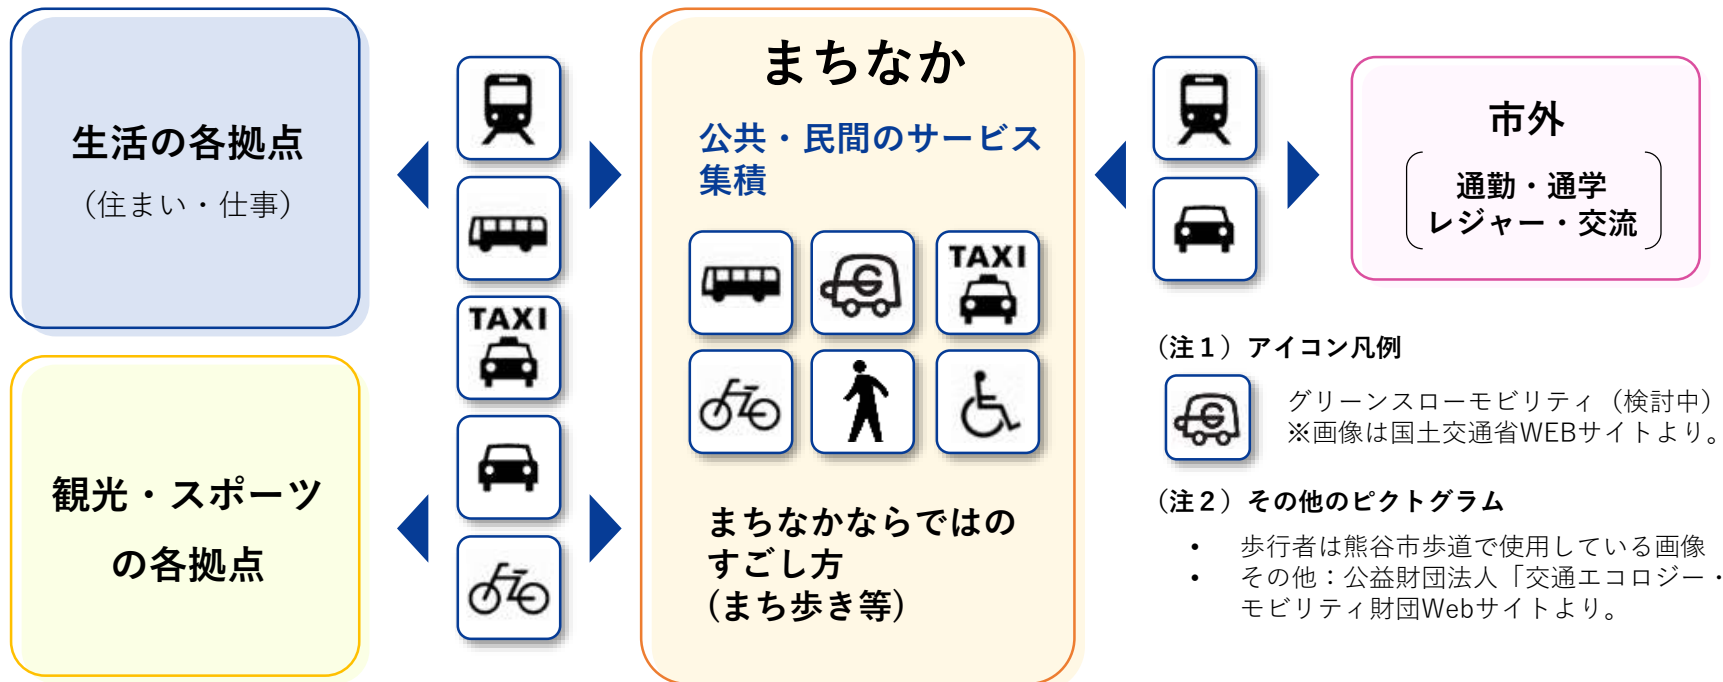 生活の各拠点
（住まい・仕事）
観光・スポーツ
の各拠点
TAXI
まちなか
公共・民間のサービス
集積
TAXI
まちなかならではの
すごし方
(まち歩き等)
市外
通勤・通学
レジャー・交流
（注１）アイコン凡例
グリーンスローモビリティ（検討中）
※画像は国土交通省WEBサイトより。
（注２）その他のピクトグラム
• 歩行者は熊谷市歩道で使用している画像
• その他：公益財団法人「交通エコロジー・
モビリティ財団Webサイトより。